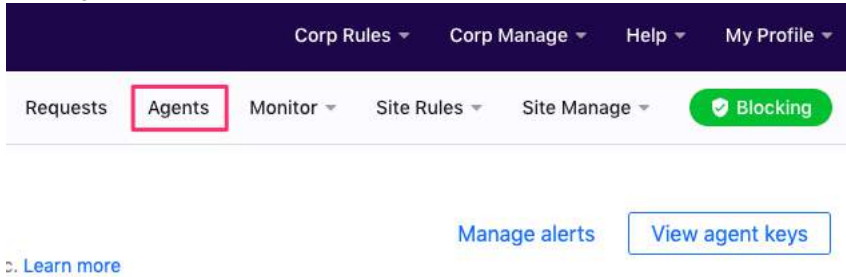 Corp Rules Corp Manage Help My Profile
Requests Agents Monitor Site Rules Site Manage Blocking
Manage alerts View agent keys
c. Learn more